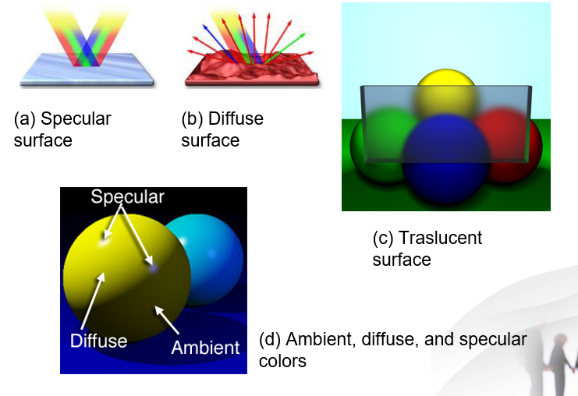 (a) Specular
surface
(b) Diffuse
surface
(c) Traslucent
surface
Specular
Diffuse
Ambient
(d) Ambient, diffuse, and specular
colors